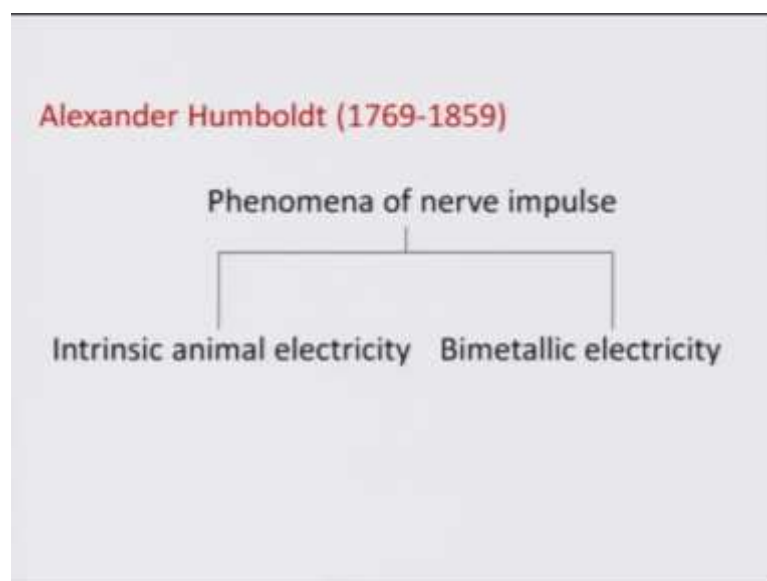 Alexander Humboldt (1769-1859)
Phenomena of nerve impulse
Intrinsic animal electricity Bimetallic electricity